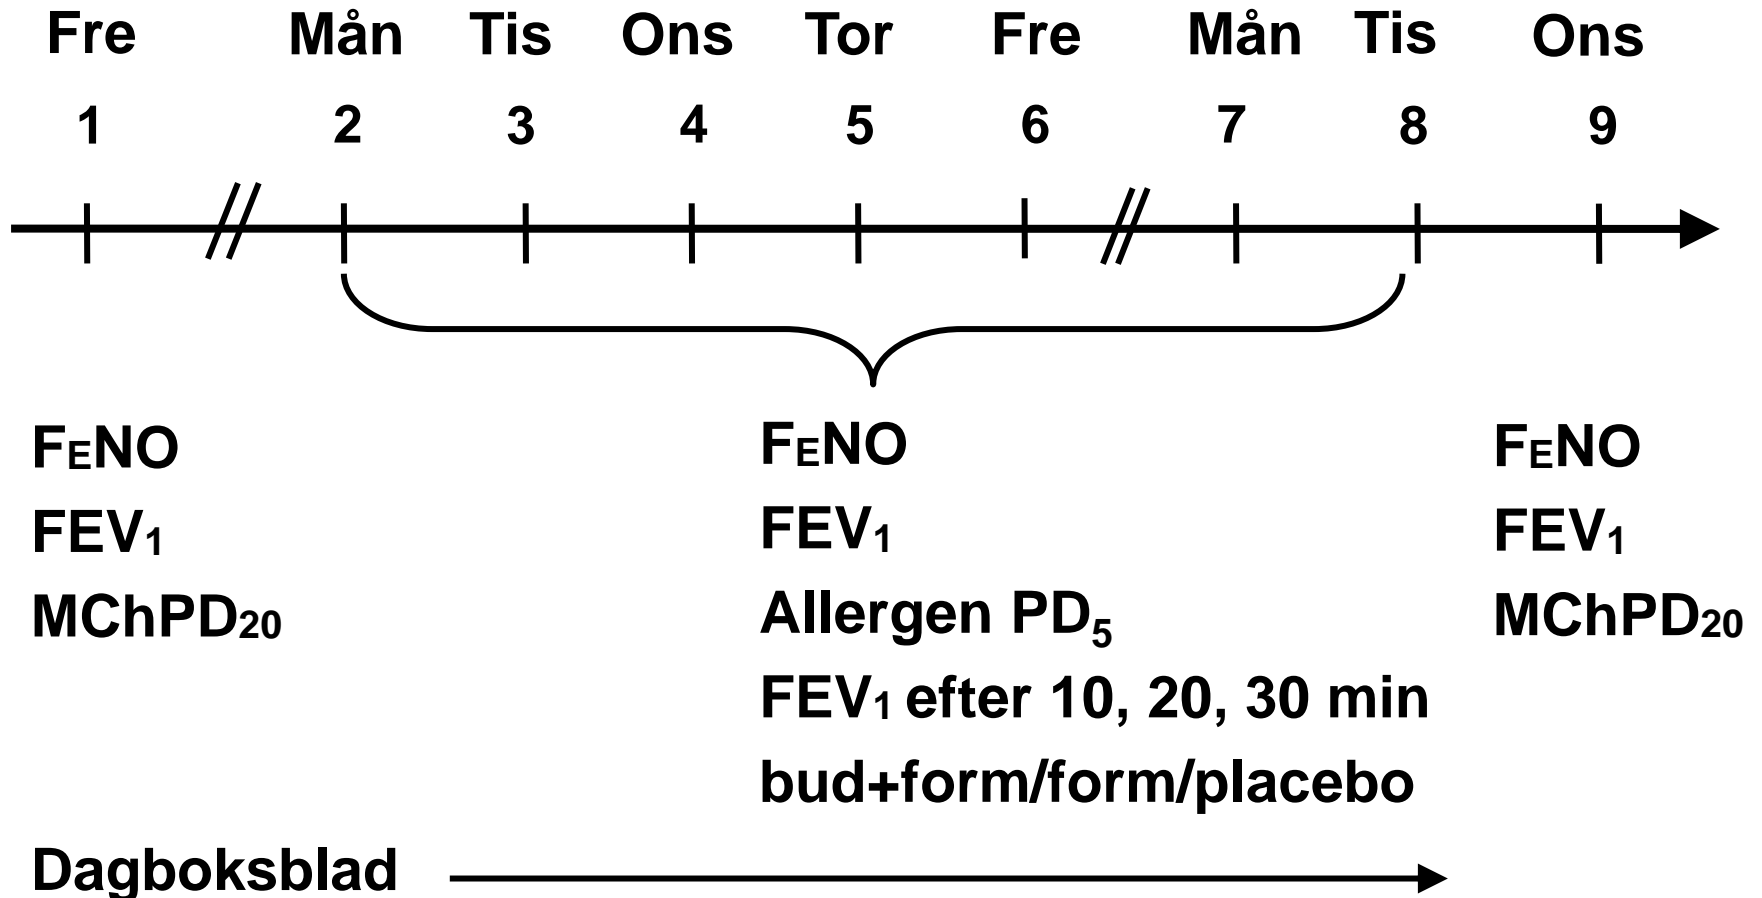 Fre Mån Tis Ons Tor Fre Mån Tis Ons
1 2 3 4 5 6 7 8 9
FENO FENO FENO
FEV1 FEV1 FEV1
MChPD20 Allergen PD5 MChPD20
FEV1 efter 10, 20, 30 min
bud+form/form/placebo
Dagboksblad